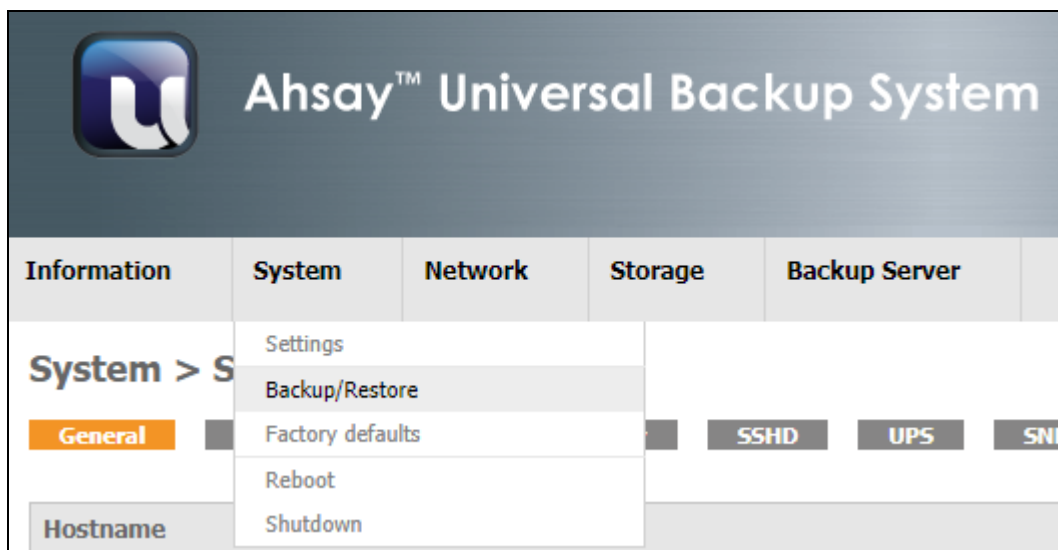 Ahsay™ Universal Backup System
Information System Network Storage Backup Server
Settings
System > S
Backup/Restore
General SSHD UPS
Factory defaults
Reboot
Shutdown
Hostname